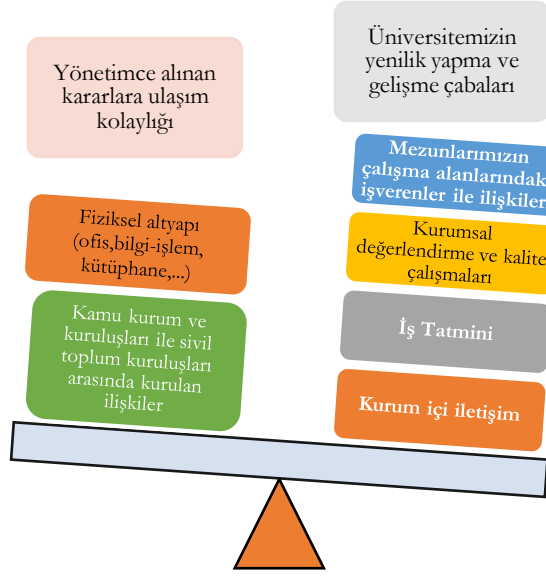 Yönetimce alınan
kararlara ulaşım
kolaylığı
Fiziksel altyapı
(ofis,bilgi-işlem,
kütüphane,...)
Kamu kurum ve
kuruluşları ile sivil
toplum kuruluşları
arasında kurulan
ilişkiler
Üniversitemizin
yenilik yapma ve
gelişme çabaları
Mezunlarımızın
çalışma alanlarındak
işverenler ile ilişkiler
Kurumsal
değerlendirme ve kalite
çalışmaları
İş Tatmini
Kurum içi iletişim